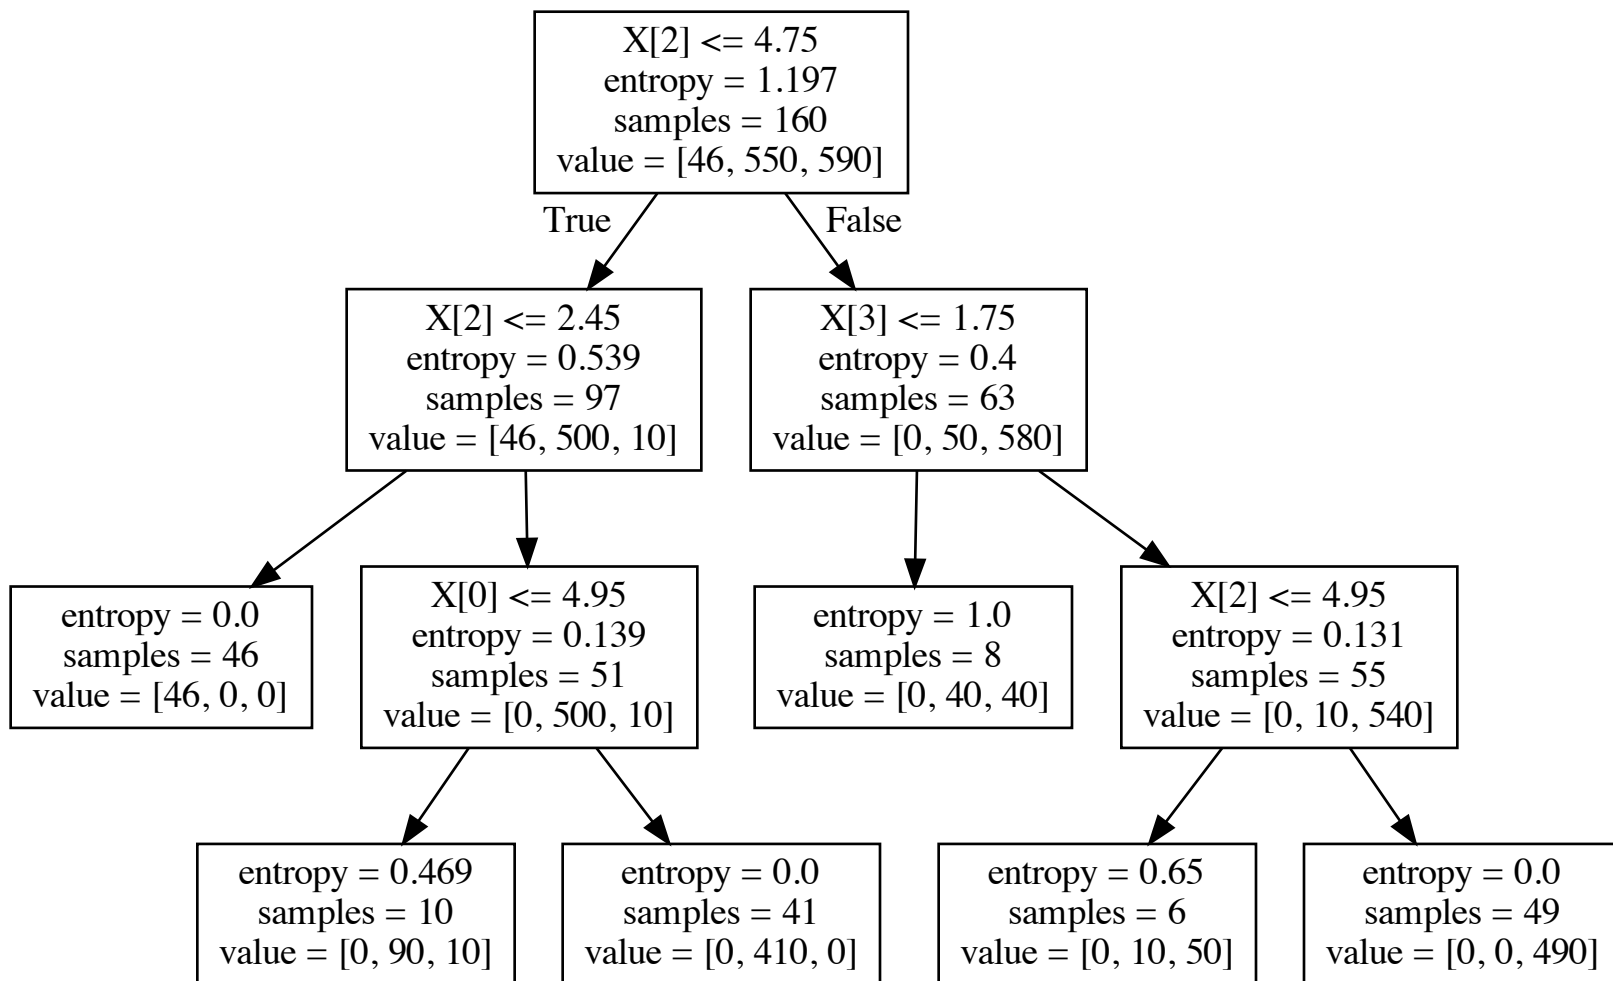 X[2] <= 4.75
entropy = 1.197
samples = 160
value = [46, 550, 590]
True
False
X[2] <= 2.45
entropy = 0.539
samples = 97
value = [46, 500, 10]
X[3] <= 1.75
entropy = 0.4
samples = 63
value = [0, 50, 580]
entropy = 0.0
samples = 46
value = [46, 0, 0]
X[0] <= 4.95
entropy = 0.139
samples = 51
value = [0, 500, 10]
entropy = 1.0
samples = 8
value = [0, 40, 40]
X[2] <= 4.95
entropy = 0.131
samples = 55
value = [0, 10, 540]
entropy = 0.469
samples = 10
value = [0, 90, 10]
entropy = 0.0
samples = 41
value = [0, 410, 0]
entropy = 0.65
samples = 6
value = [0, 10, 50]
entropy = 0.0
samples = 49
value = [0, 0, 490]